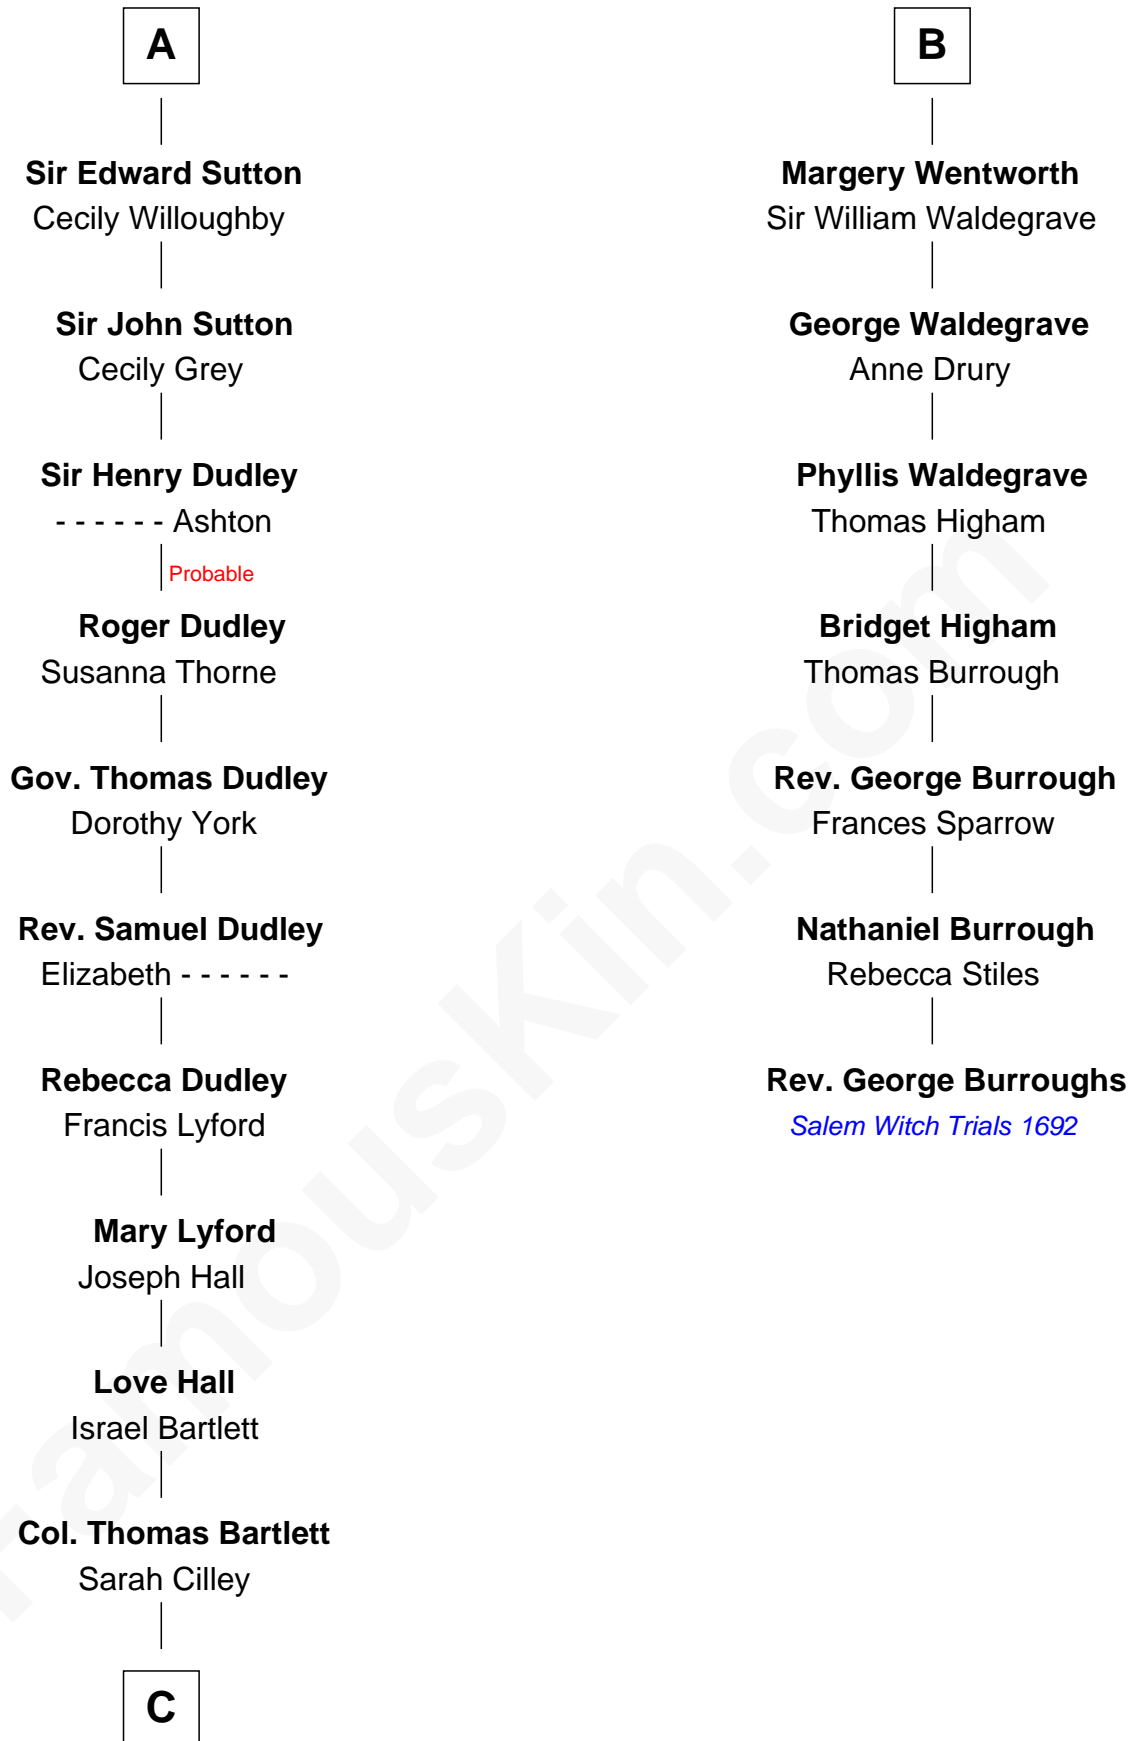 A
Sir Edward Sutton
Cecily Willoughby
Sir John Sutton
Cecily Grey
Sir Henry Dudley
- - - - - - Ashton
Probable
Roger Dudley
Susanna Thorne
Gov. Thomas Dudley
Dorothy York
Rev. Samuel Dudley
Elizabeth - - - - - -
Rebecca Dudley
Francis Lyford
Mary Lyford
Joseph Hall
Love Hall
Israel Bartlett
Col. Thomas Bartlett
Sarah Cilley
C
B
Margery Wentworth
Sir William Waldegrave
George Waldegrave
Anne Drury
Phyllis Waldegrave
Thomas Higham
Bridget Higham
Thomas Burrough
Rev. George Burrough
Frances Sparrow
Nathaniel Burrough
Rebecca Stiles
Rev. George Burroughs
Salem Witch Trials 1692
FamousKin.com